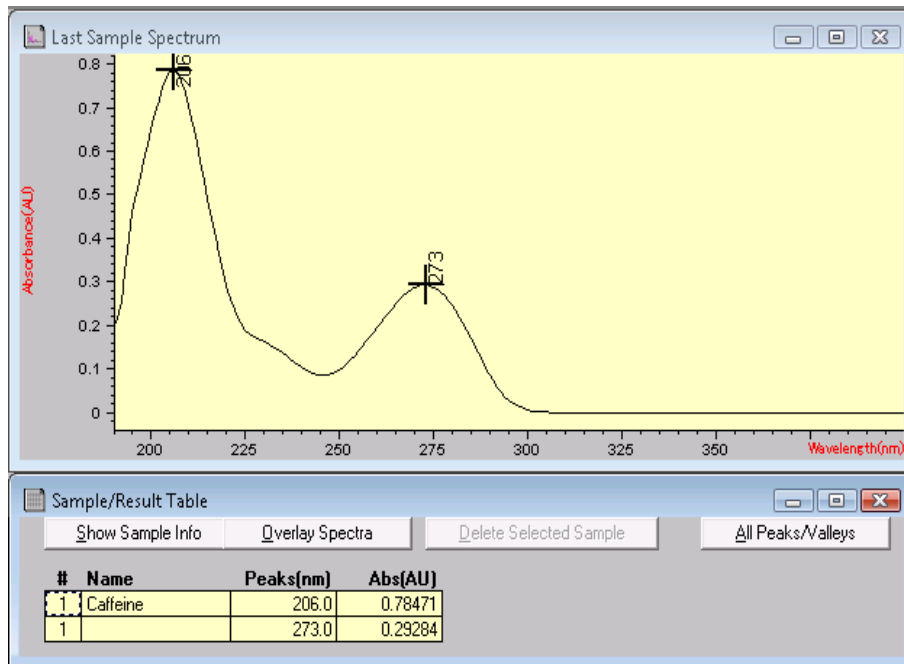 Last Sample Spectrum
Absorbance(AU)
0.8
0.7
0.6
0.5
0.4
0.3
0.2
0.1
0
206
273
200 225 250 275 300 325 350 Wavelength(nm)
Sample/Result Table
Show Sample Info Overlay Spectra Delete Selected Sample All Peaks/Valleys
# Name Peaks(nm) Abs(AU)
1 Caffeine 206.0 0.78471
1 273.0 0.29284